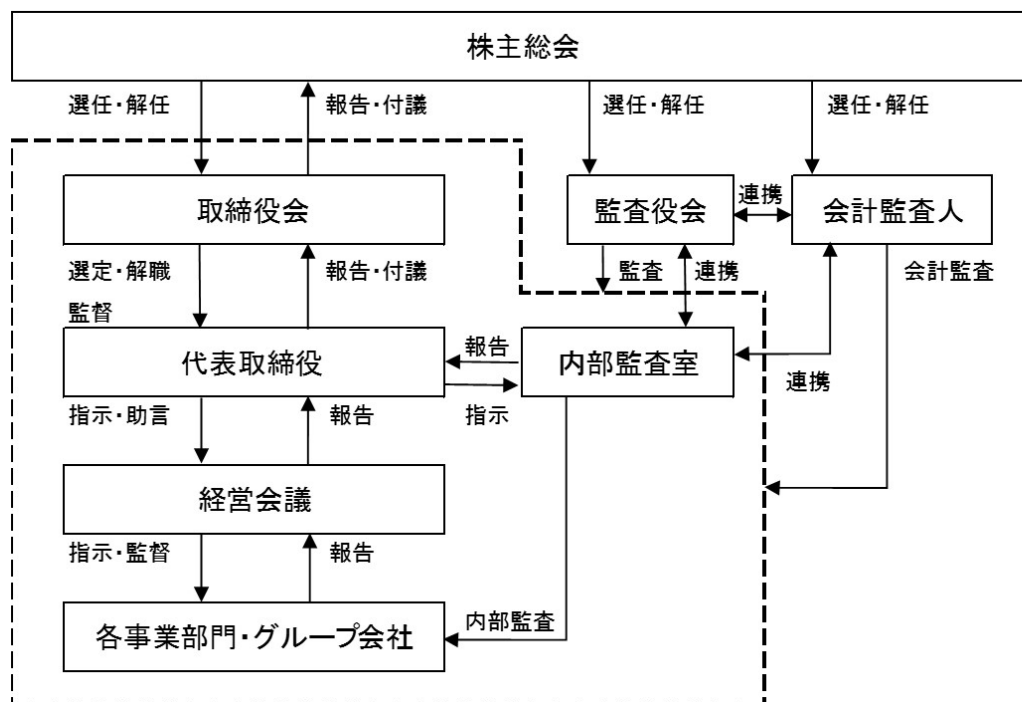 株主総会
選任・解任
報告・付議
選任・解任
選任・解任
取締役会
監査役会
連携
会計監査人
選定・解職
監督
報告・付議
監査
連携
会計監査
代表取締役
報告
指示
内部監査室
連携
指示・助言
報告
経営会議
指示・監督
報告
内部監査
各事業部門・グループ会社